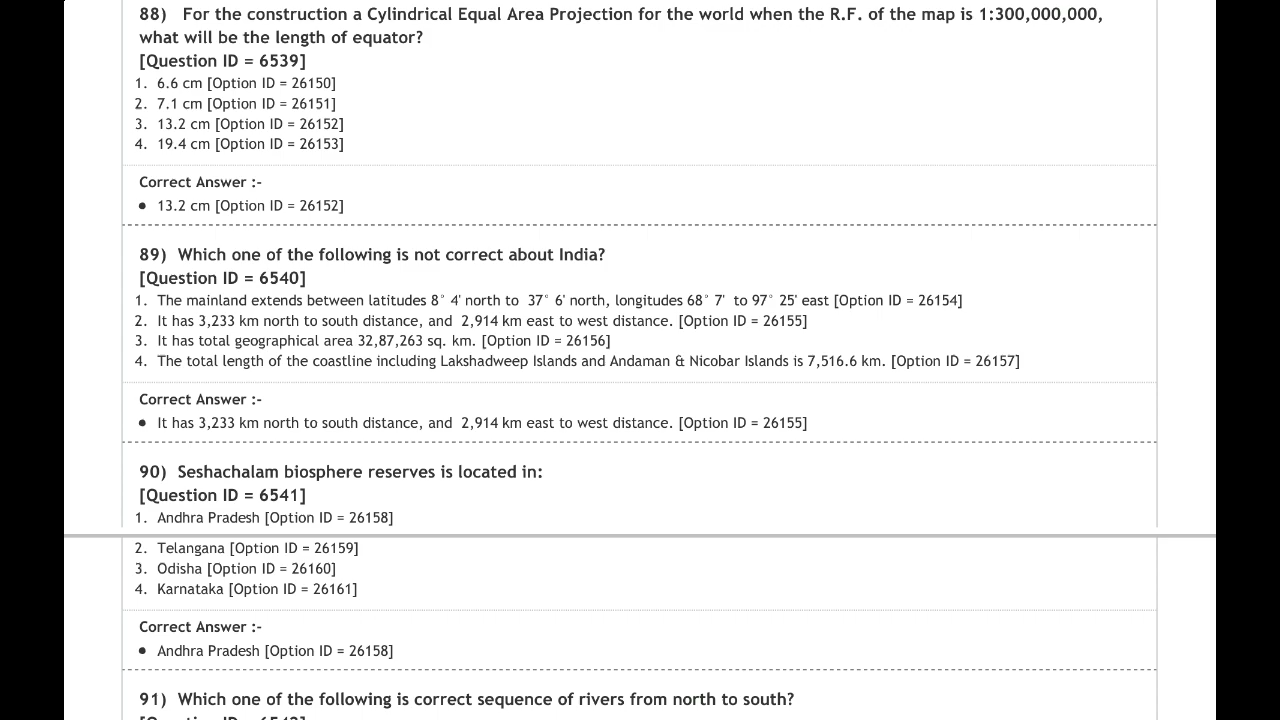 88) For the construction a Cylindrical Equal Area Projection for the world when the R.F. of the map is 1:300,000,000,
what will be the length of equator?
[Question ID = 6539]
1. 6.6 cm [Option ID = 26150]
2. 7.1 cm [Option ID = 26151]
3. 13.2 cm [Option ID = 26152]
4. 19.4 cm [Option ID = 26153]
Correct Answer :-
● 13.2 cm [Option ID = 26152]
89) Which one of the following is not correct about India?
[Question ID = 6540]
1. The mainland extends between latitudes 8° 4' north to 37° 6' north, longitudes 68° 7' to 97° 25' east [Option ID = 26154]
2. It has 3,233 km north to south distance, and 2,914 km east to west distance. [Option ID = 26155]
3. It has total geographical area 32,87,263 sq. km. [Option ID = 26156]
4. The total length of the coastline including Lakshadweep Islands and Andaman & Nicobar Islands is 7,516.6 km. [Option ID = 26157]
Correct Answer :-
● It has 3,233 km north to south distance, and 2,914 km east to west distance. [Option ID = 26155]
90) Seshachalam biosphere reserves is located in:
[Question ID = 6541]
1. Andhra Pradesh [Option ID = 26158]
2. Telangana [Option ID = 26159]
3. Odisha [Option ID = 26160]
4. Karnataka [Option ID = 26161]
Correct Answer :-
● Andhra Pradesh [Option ID = 26158]
91) Which one of the following is correct sequence of rivers from north to south?
[Question ID = 6542]